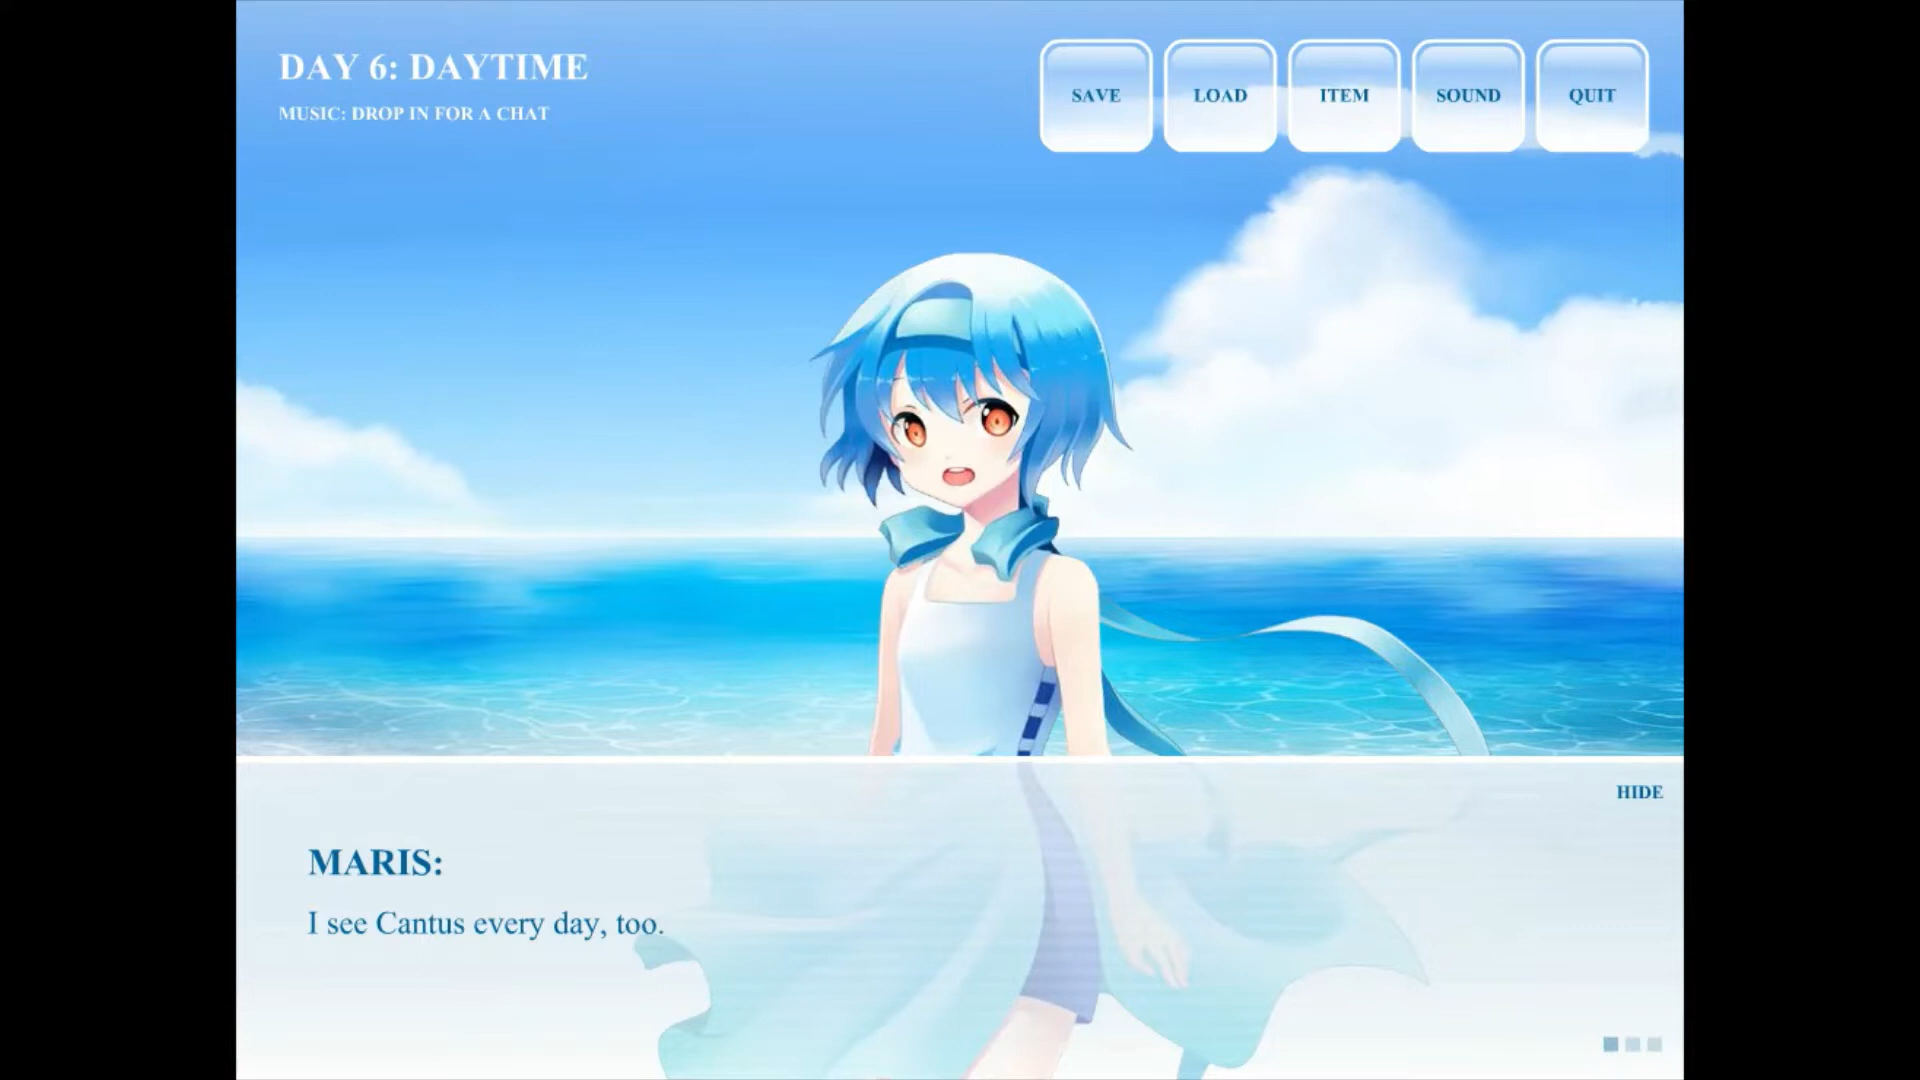 DAY 6: DAYTIME
MUSIC: DROP IN FOR A CHAT
SAVE
LOAD
ITEM
SOUND
QUIT
HIDE
MARIS:
I see Cantus every day, too.